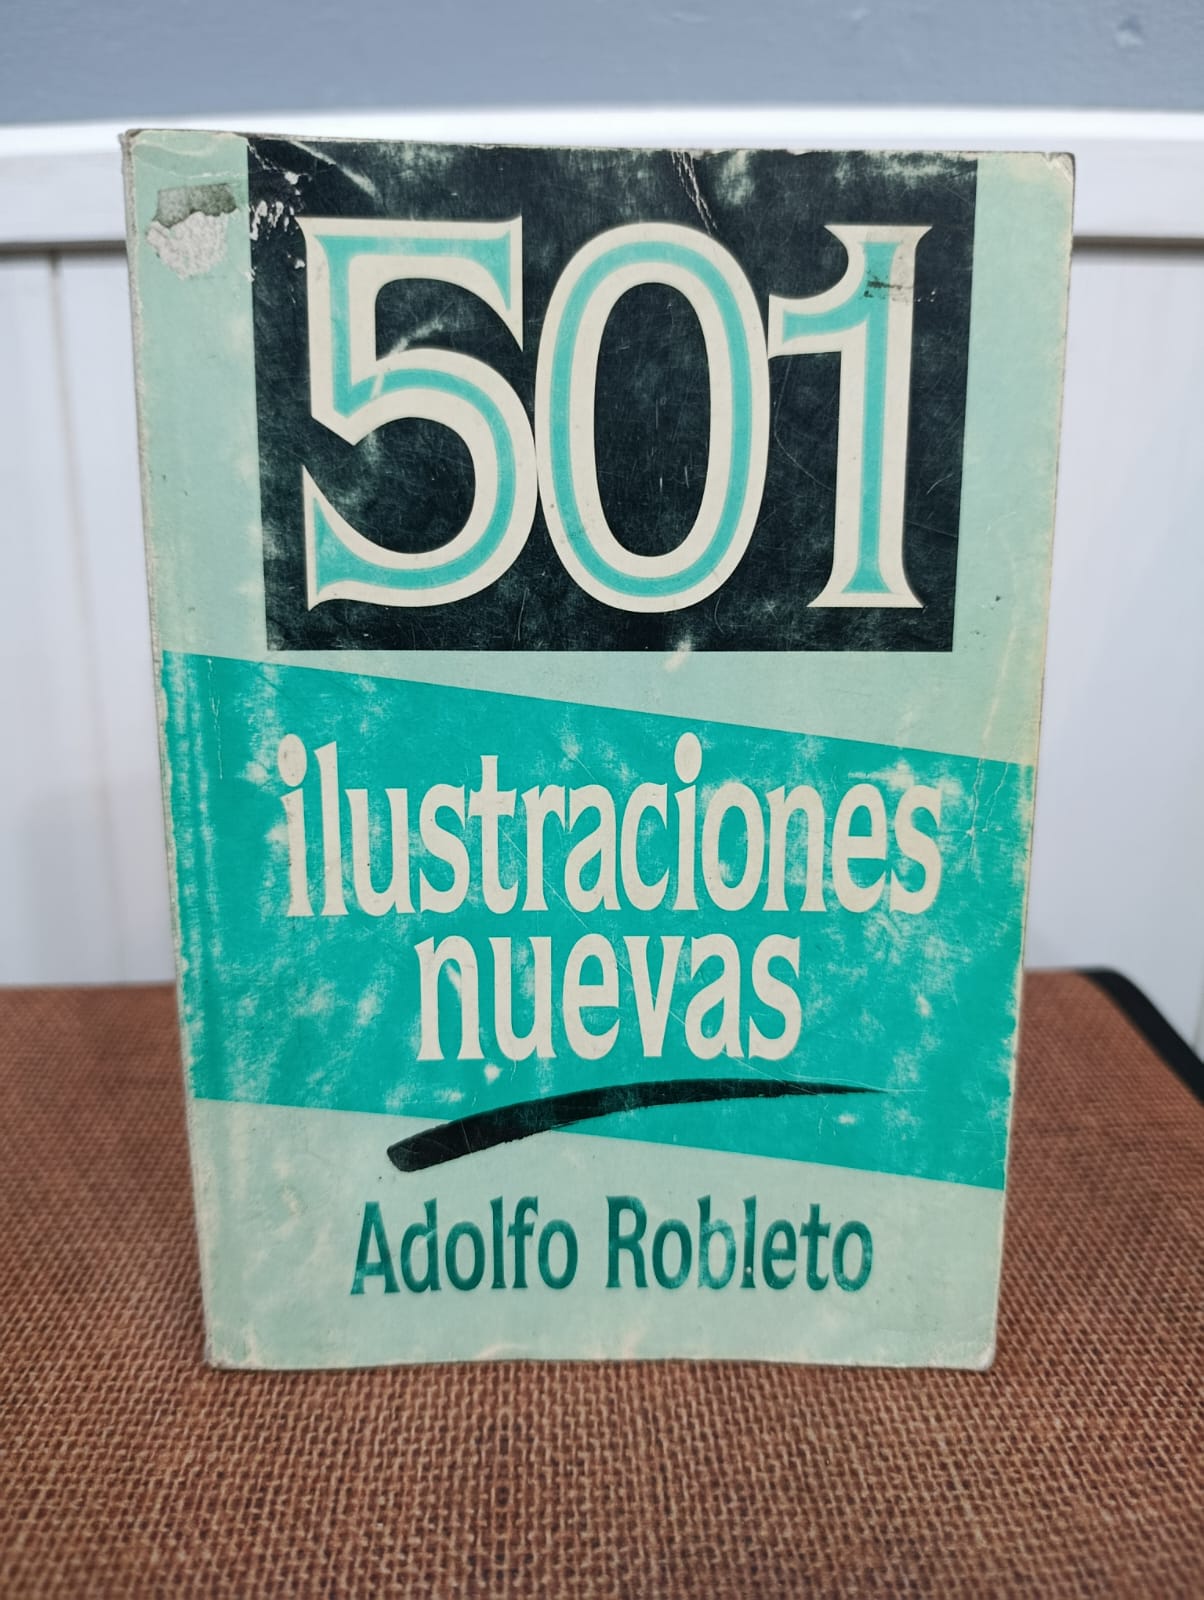 501
ilustraciones
nuevas
Adolfo Robleto